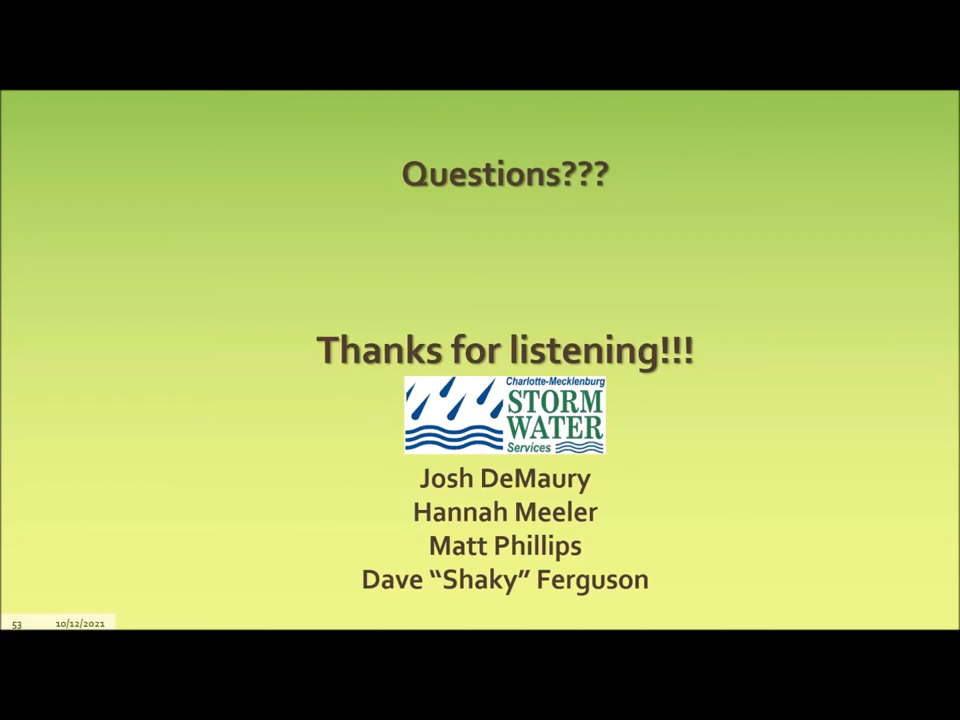 Questions???
Thanks for listening!!!
Charlotte-Mecklenburg
STORM
WATER
Services
Josh DeMaury
Hannah Meeler
Matt Phillips
Dave “Shaky” Ferguson
53 10/12/2021